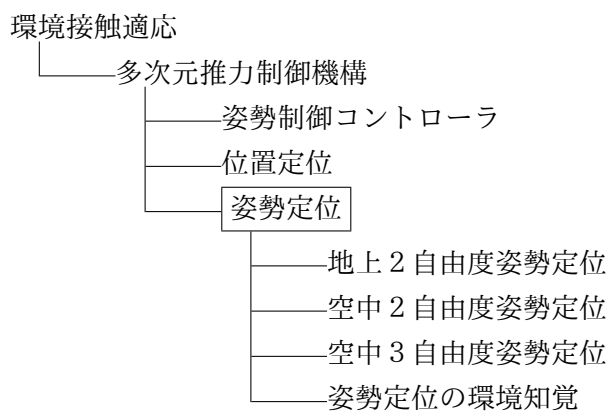 環境接触適応
多次元推力制御機構
姿勢制御コントローラ
位置定位
姿勢定位
地上２自由度姿勢定位
空中２自由度姿勢定位
空中３自由度姿勢定位
姿勢定位の環境知覚